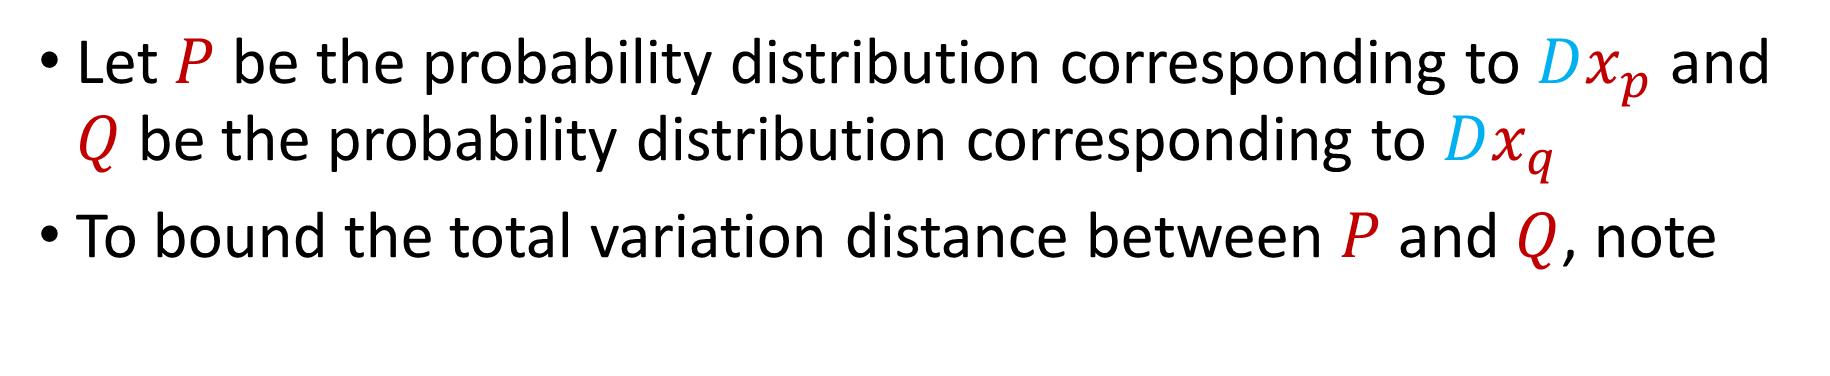 • Let P be the probability distribution corresponding to Dx_p and
Q be the probability distribution corresponding to Dx_q
• To bound the total variation distance between P and Q, note